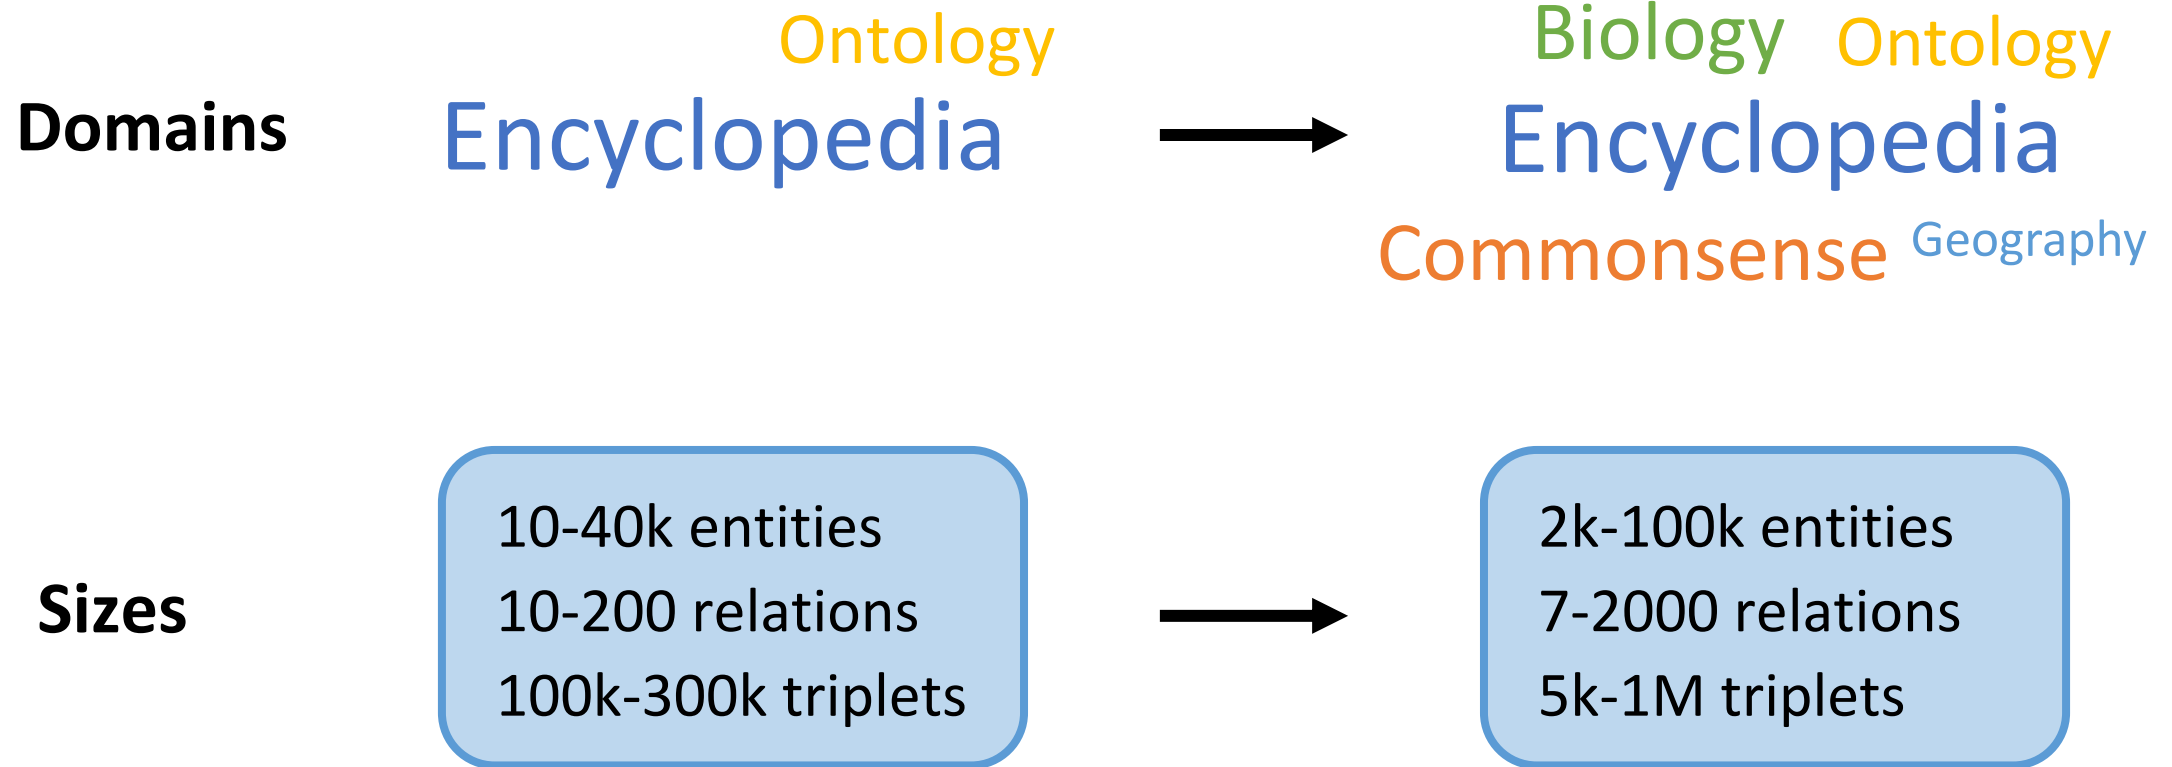 Ontology
Biology Ontology
Domains Encyclopedia Encyclopedia
Commonsense Geography
Sizes
10-40k entities
10-200 relations
100k-300k triplets
2k-100k entities
7-2000 relations
5k-1M triplets